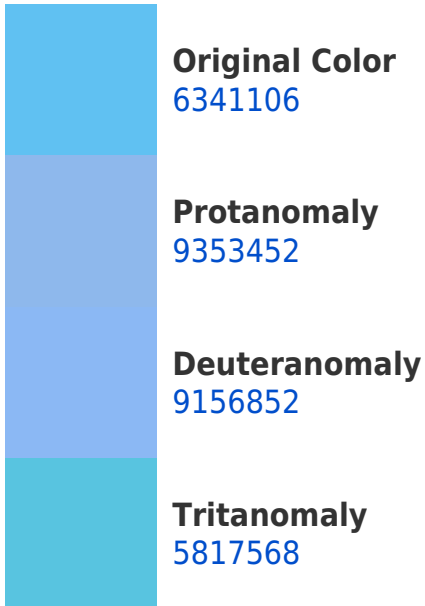 Original Color
6341106
Protanomaly
9353452
Deuteranomaly
9156852
Tritanomaly
5817568